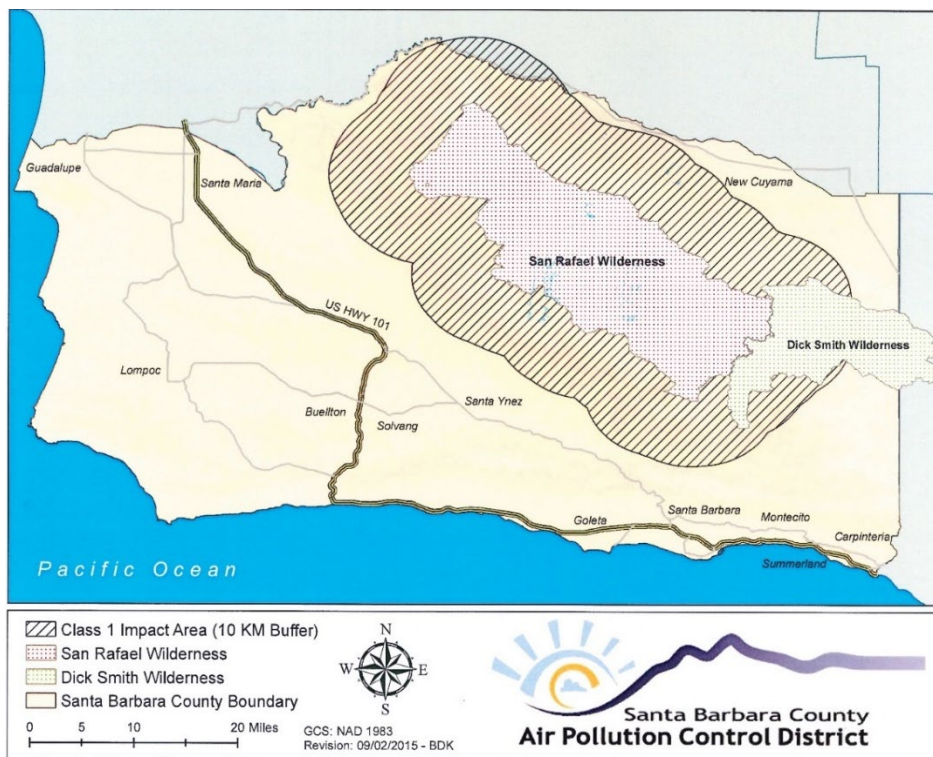 Guadalupe
Santa Maria
New Cuyama
San Rafael Wilderness
US HWY 101
Dick Smith Wilderness
Lompoc
Santa Ynez
Buellton
Solvang
Santa Barbara
Goleta
Montecito
Carpinteria
Summerland
Pacific Ocean
Class 1 Impact Area (10 KM Buffer)
San Rafael Wilderness
Dick Smith Wilderness
Santa Barbara County Boundary
0 5 10 20 Miles
N
W E
S
GCS: NAD 1983
Revision: 09/02/2015 - BDK
Santa Barbara County
Air Pollution Control District